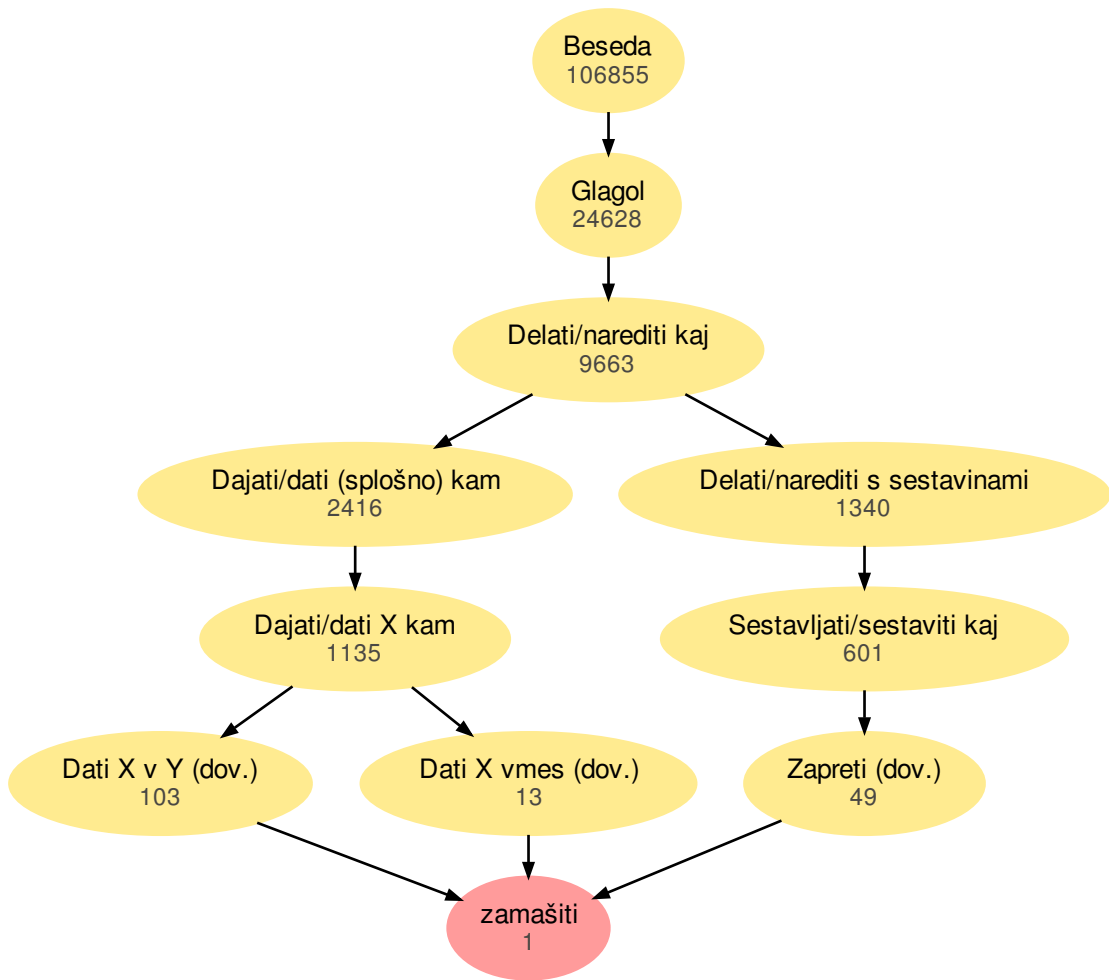 Beseda
106855
Glagol
24628
Delati/narediti kaj
9663
Dajati/dati (splošno) kam
2416
Delati/narediti s sestavinami
1340
Dajati/dati X kam
1135
Sestavljati/sestaviti kaj
601
Dati X v Y (dov.)
103
Dati X vmes (dov.)
13
Zapreti (dov.)
49
zamašiti
1